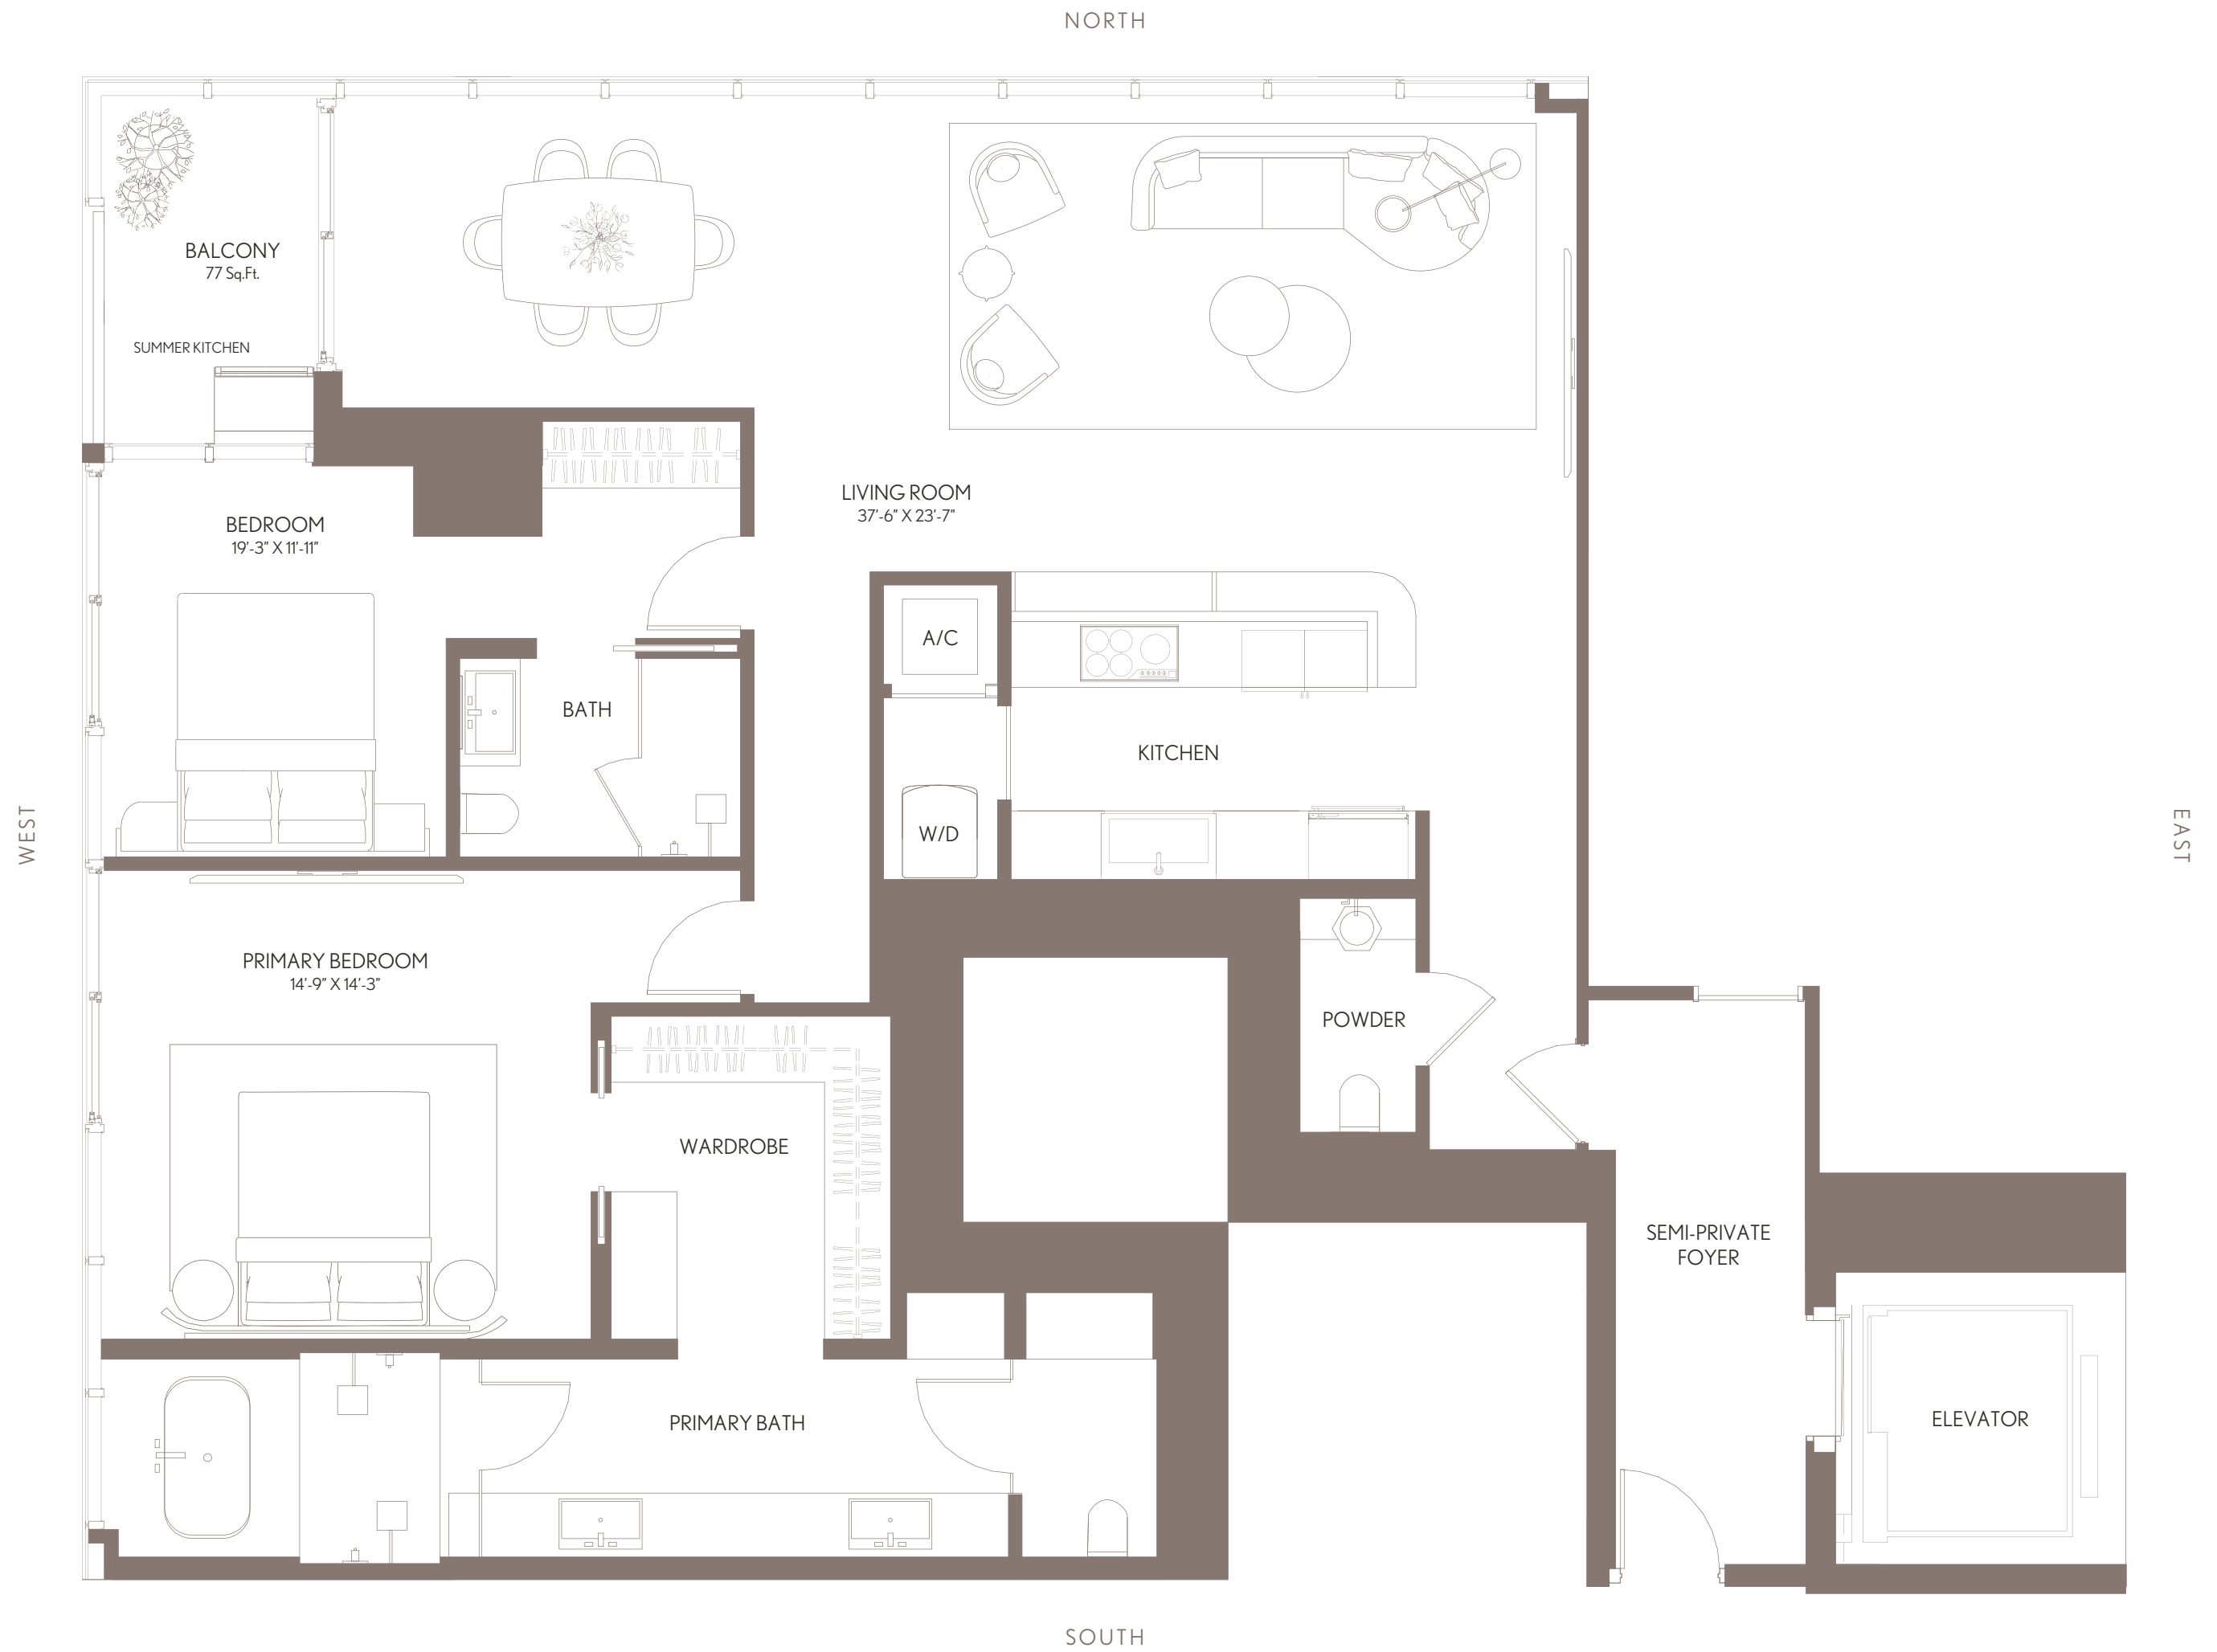 NORTH
BALCONY
77 Sq.Ft.
SUMMER KITCHEN
LIVING ROOM
37'-6" X 23'-7"
BEDROOM
19'-3" X 11'-11"
A/C
BATH
KITCHEN
WEST
W/D
EAST
PRIMARY BEDROOM
14'-9" X 14'-3"
POWDER
WARDROBE
SEMI-PRIVATE
FOYER
PRIMARY BATH
ELEVATOR
SOUTH